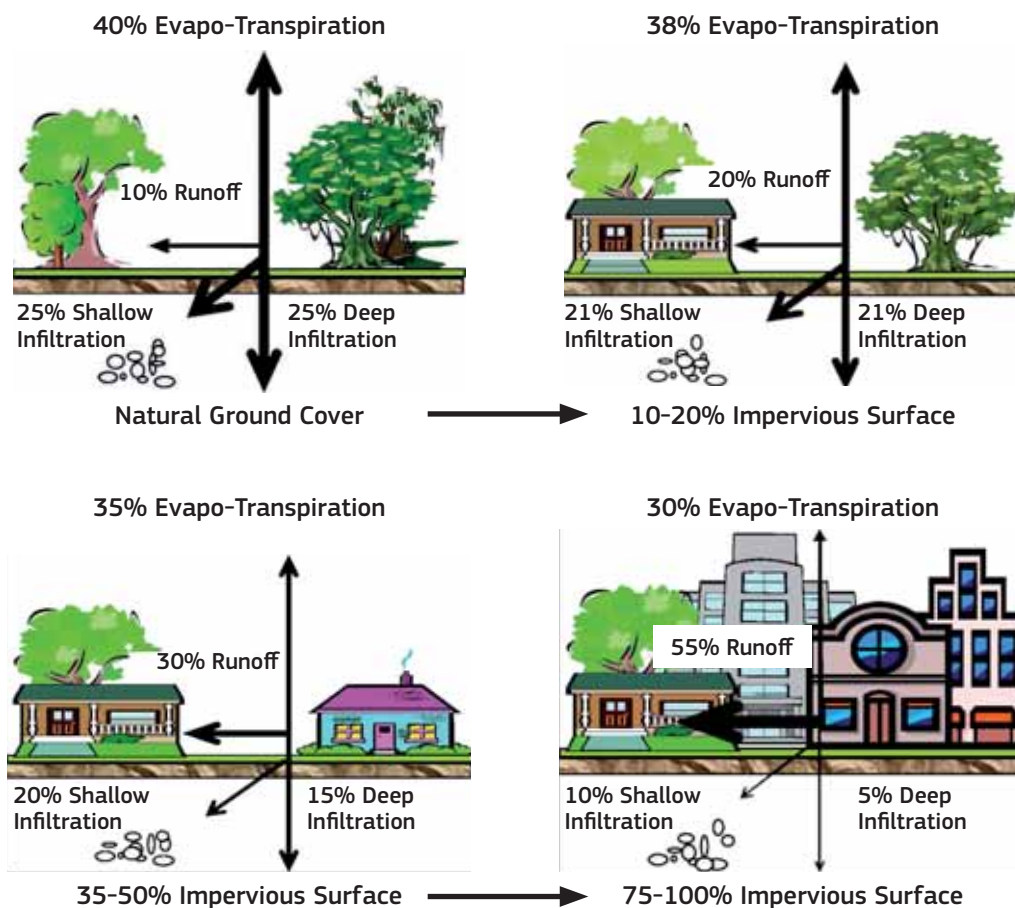 40% Evapo-Transpiration
10% Runoff
25% Shallow
Infiltration
25% Deep
Infiltration
Natural Ground Cover
38% Evapo-Transpiration
20% Runoff
21% Shallow
Infiltration
21% Deep
Infiltration
10-20% Impervious Surface
35% Evapo-Transpiration
30% Runoff
20% Shallow
Infiltration
15% Deep
Infiltration
35-50% Impervious Surface
30% Evapo-Transpiration
55% Runoff
10% Shallow
Infiltration
5% Deep
Infiltration
75-100% Impervious Surface